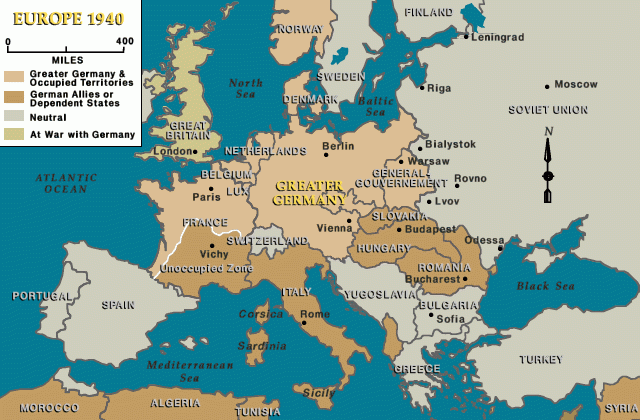 EUROPE 1940
0 400
MILES
Greater Germany &
Occupied Territories
German Allies or
Dependent States
Neutral
At War with Germany
NORWAY
FINLAND
Leningrad
SWEDEN
North
Sea
Riga
Moscow
DENMARK
Baltic
Sea
SOVIET UNION
GREAT
BRITAIN
N
London
NETHERLANDS
Berlin
Bialystok
Warsaw
ATLANTIC
OCEAN
BELGIUM
GENERAL-
GOUVERNEMENT
Rovno
LUX
Paris
GREATER
GERMANY
Lvov
FRANCE
SLOVAKIA
Vienna
Budapest
SWITZERLAND
HUNGARY
Odessa
Vichy
Unoccupied Zone
ROMANIA
Bucharest
Black Sea
PORTUGAL
SPAIN
ITALY
YUGOSLAVIA
BULGARIA
Corsica
Rome
Sofia
Sardinia
Mediterranean
Sea
GREECE
TURKEY
Sicily
MOROCCO
ALGERIA
TUNISIA
SYRIA